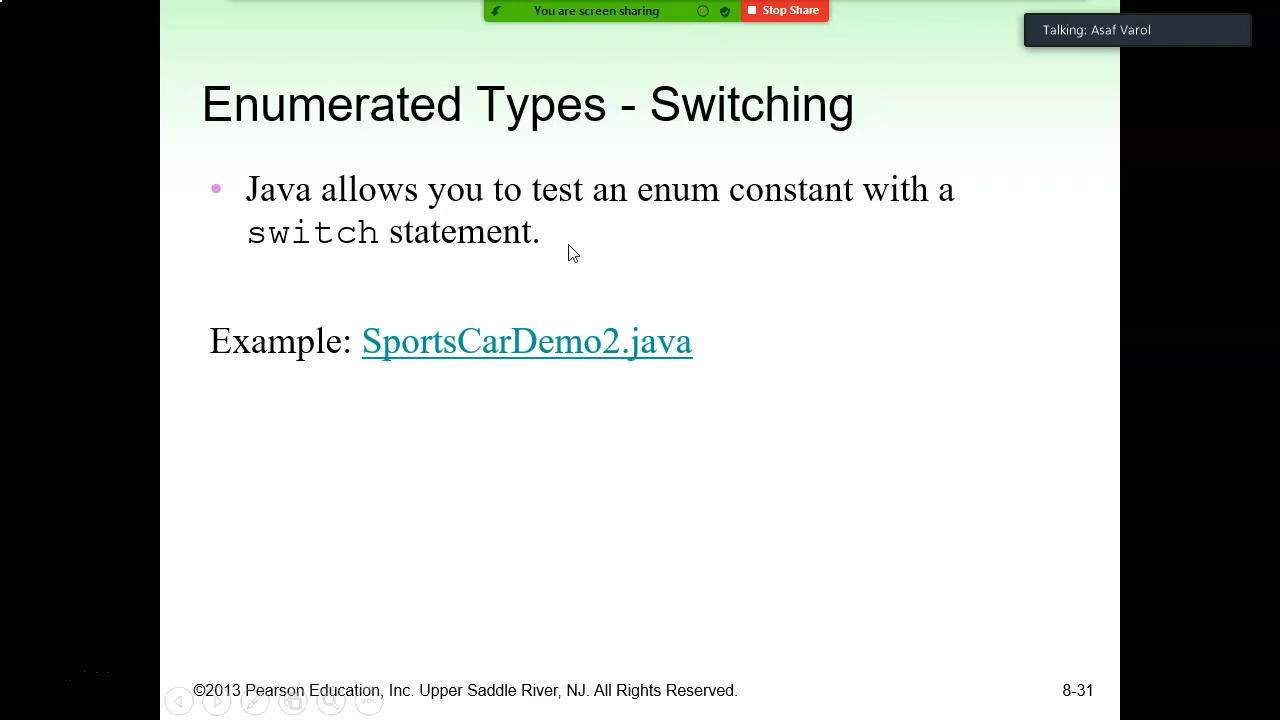 You are screen sharing
Stop Share
Talking: Asaf Varol
Enumerated Types - Switching
• Java allows you to test an enum constant with a
switch statement.
Example: SportsCarDemo2.java
©2013 Pearson Education, Inc. Upper Saddle River, NJ. All Rights Reserved.
8-31